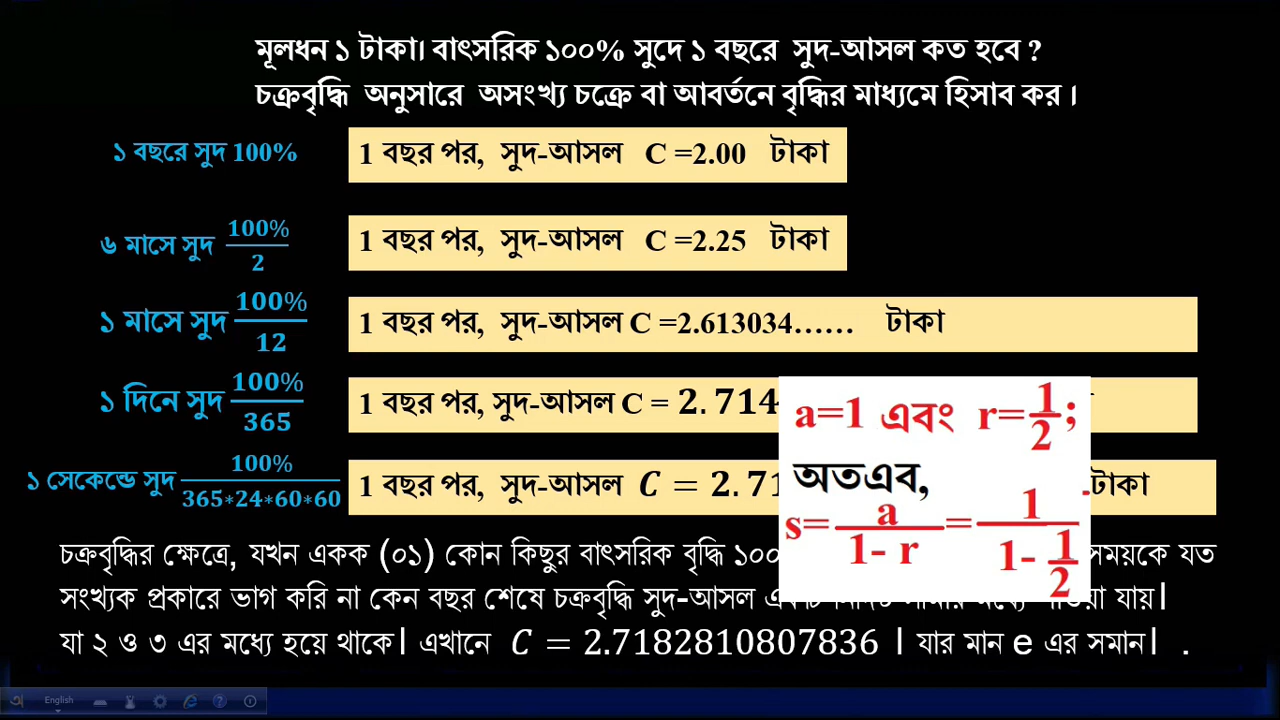 মূলধন ১ টাকা। বাৎসরিক ১০০% সুদে ১ বছরে সুদ-আসল কত হবে ?
চক্রবৃদ্ধি অনুসারে অসংখ্য চক্রে বা আবর্তনে বৃদ্ধির মাধ্যমে হিসাব কর।
১ বছরে সুদ 100%
1 বছর পর, সুদ-আসল C =2.00 টাকা
৬ মাসে সুদ 100%/2
1 বছর পর, সুদ-আসল C =2.25 টাকা
১ মাসে সুদ 100%/12
1 বছর পর, সুদ-আসল C =2.613034...... টাকা
১ দিনে সুদ 100%/365
1 বছর পর, সুদ-আসল C = 2.714
১ সেকেন্ডে সুদ 100%/365*24*60*60
1 বছর পর, সুদ-আসল C = 2.71 টাকা
a=1 এবং r=1/2;
অতএব,
s= a/1- r = 1/1- 1/2
চক্রবৃদ্ধির ক্ষেত্রে, যখন একক (০১) কোন কিছুর বাৎসরিক বৃদ্ধি ১০০ সময়কে যত
সংখ্যক প্রকারে ভাগ করি না কেন বছর শেষে চক্রবৃদ্ধি সুদ-আসল যায়।
যা ২ ও ৩ এর মধ্যে হয়ে থাকে। এখানে C = 2.7182810807836 । যার মান e এর সমান। .
English